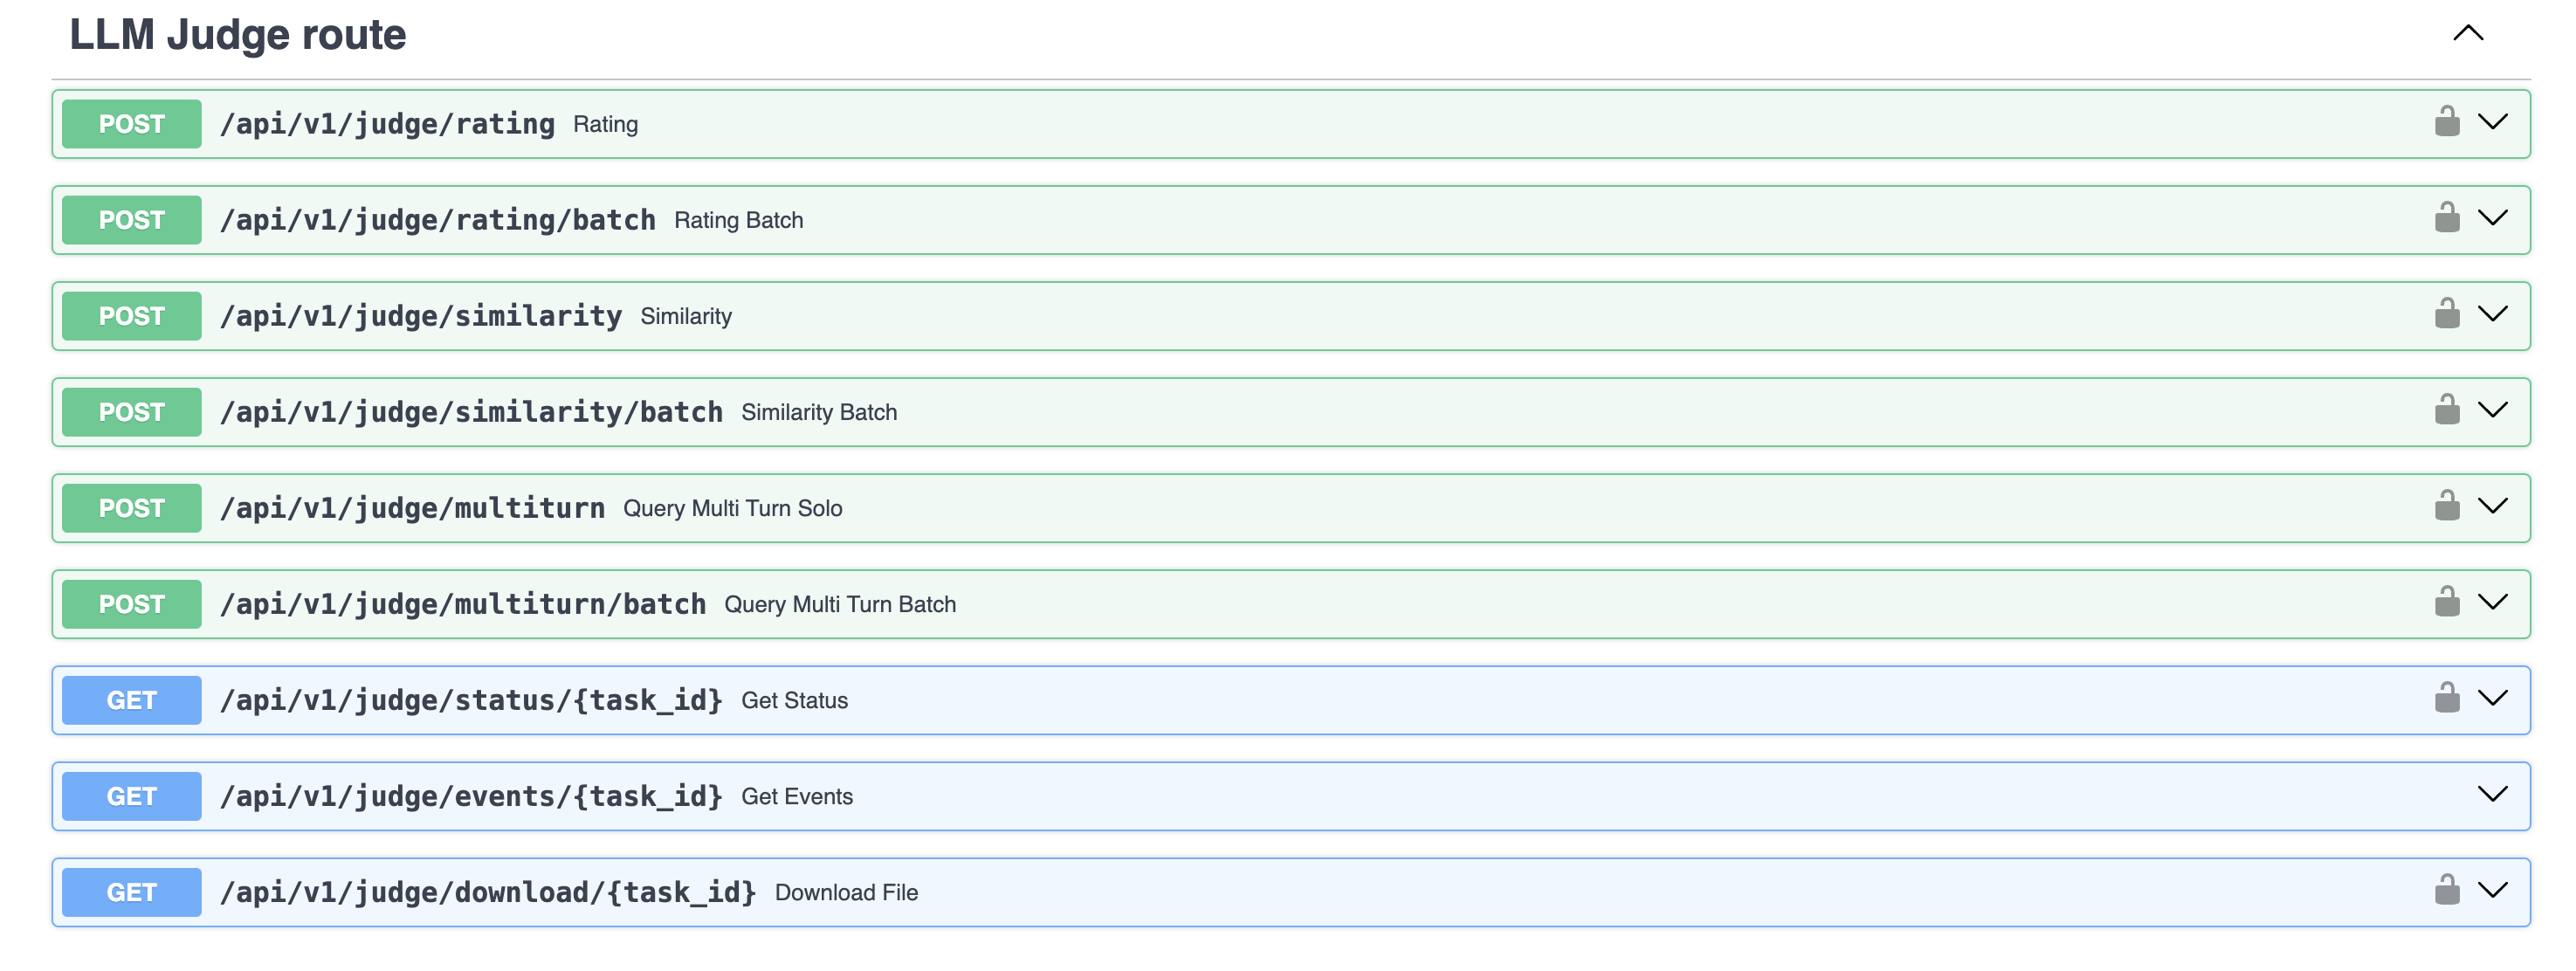 LLM Judge route
POST /api/v1/judge/rating Rating
POST /api/v1/judge/rating/batch Rating Batch
POST /api/v1/judge/similarity Similarity
POST /api/v1/judge/similarity/batch Similarity Batch
POST /api/v1/judge/multiturn Query Multi Turn Solo
POST /api/v1/judge/multiturn/batch Query Multi Turn Batch
GET /api/v1/judge/status/{task_id} Get Status
GET /api/v1/judge/events/{task_id} Get Events
GET /api/v1/judge/download/{task_id} Download File